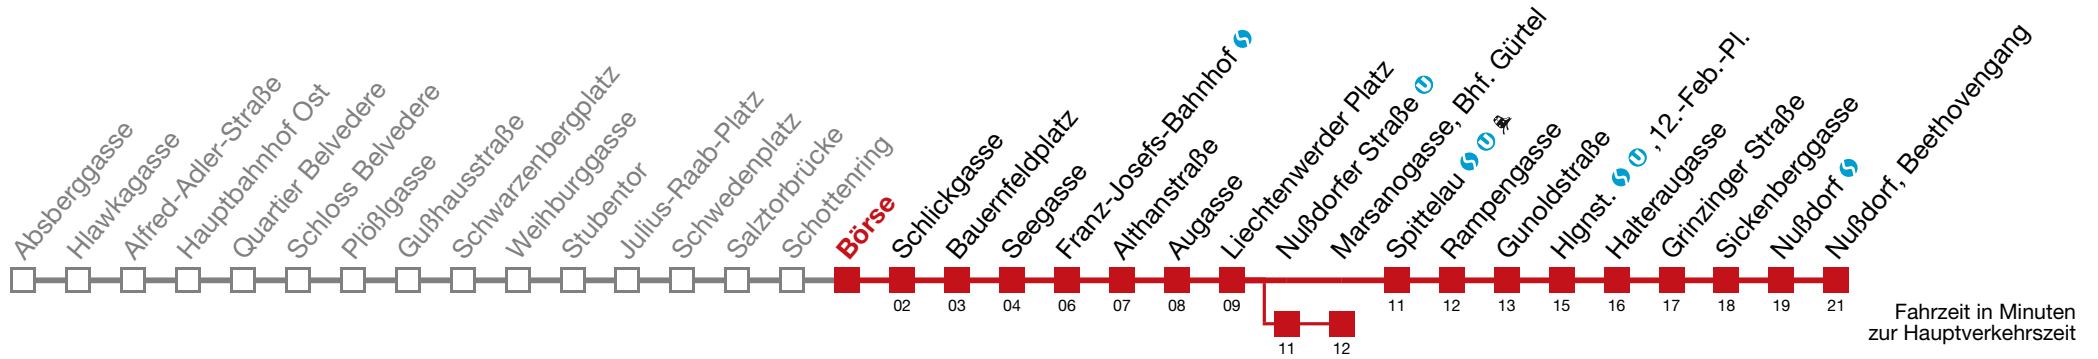 Absberggasse
Hlawkagasse
Alfred-Adler-Straße
Hauptbahnhof Ost
Quartier Belvedere
Schloss Belvedere
Plößlgasse
Gußhausstraße
Schwarzenbergplatz
Weihburggasse
Stubentor
Julius-Raab-Platz
Schwedenplatz
Salztorbrücke
Schottenring
Börse
Schlickgasse
Bauernfeldplatz
Seegasse
Franz-Josefs-Bahnhof S
Althanstraße
Augasse
Liechtenwerder Platz
Nußdorfer Straße U
Marsanogasse, Bhf. Gürtel
Spittelau S U
Rampengasse
Gunoldstraße
Hlgnst. S U , 12.-Feb.-Pl.
Halteraugasse
Grinzinger Straße
Sickenberggasse
Nußdorf S
Nußdorf, Beethovengang
02 03 04 06 07 08 09 11 12 13 15 16 17 18 19 21
11 12
Fahrzeit in Minuten
zur Hauptverkehrszeit